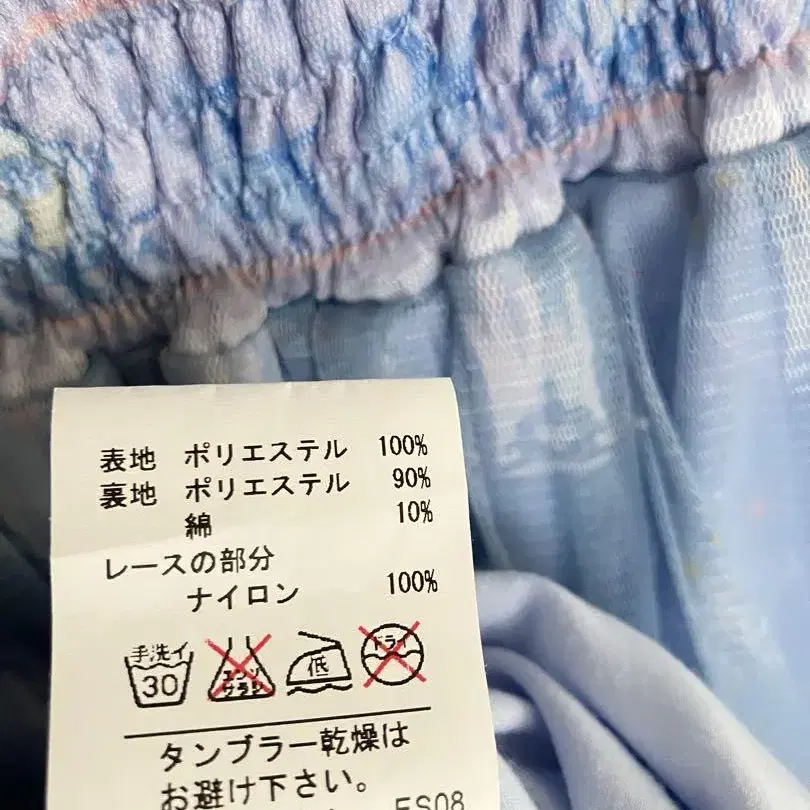 表地 ポリエステル 100%
裏地 ポリエステル 90%
綿 10%
レースの部分
ナイロン 100%
手洗イ
30
エンソ
サラシ
低
ドライ
タンブラー乾燥は
お避け下さい。
ES08